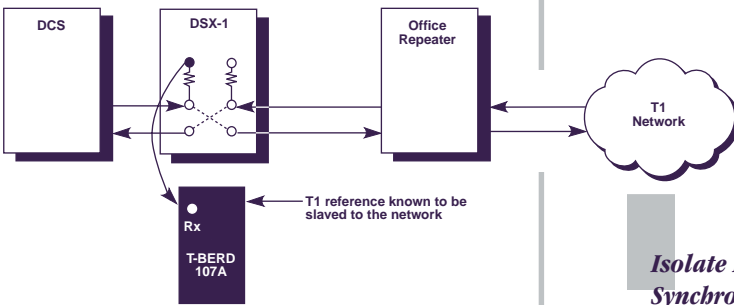 DCS
DSX-1
Office
Repeater
T1
Network
T1 reference known to be
slaved to the network
Rx
T-BERD
107A
Isolate
Synchro